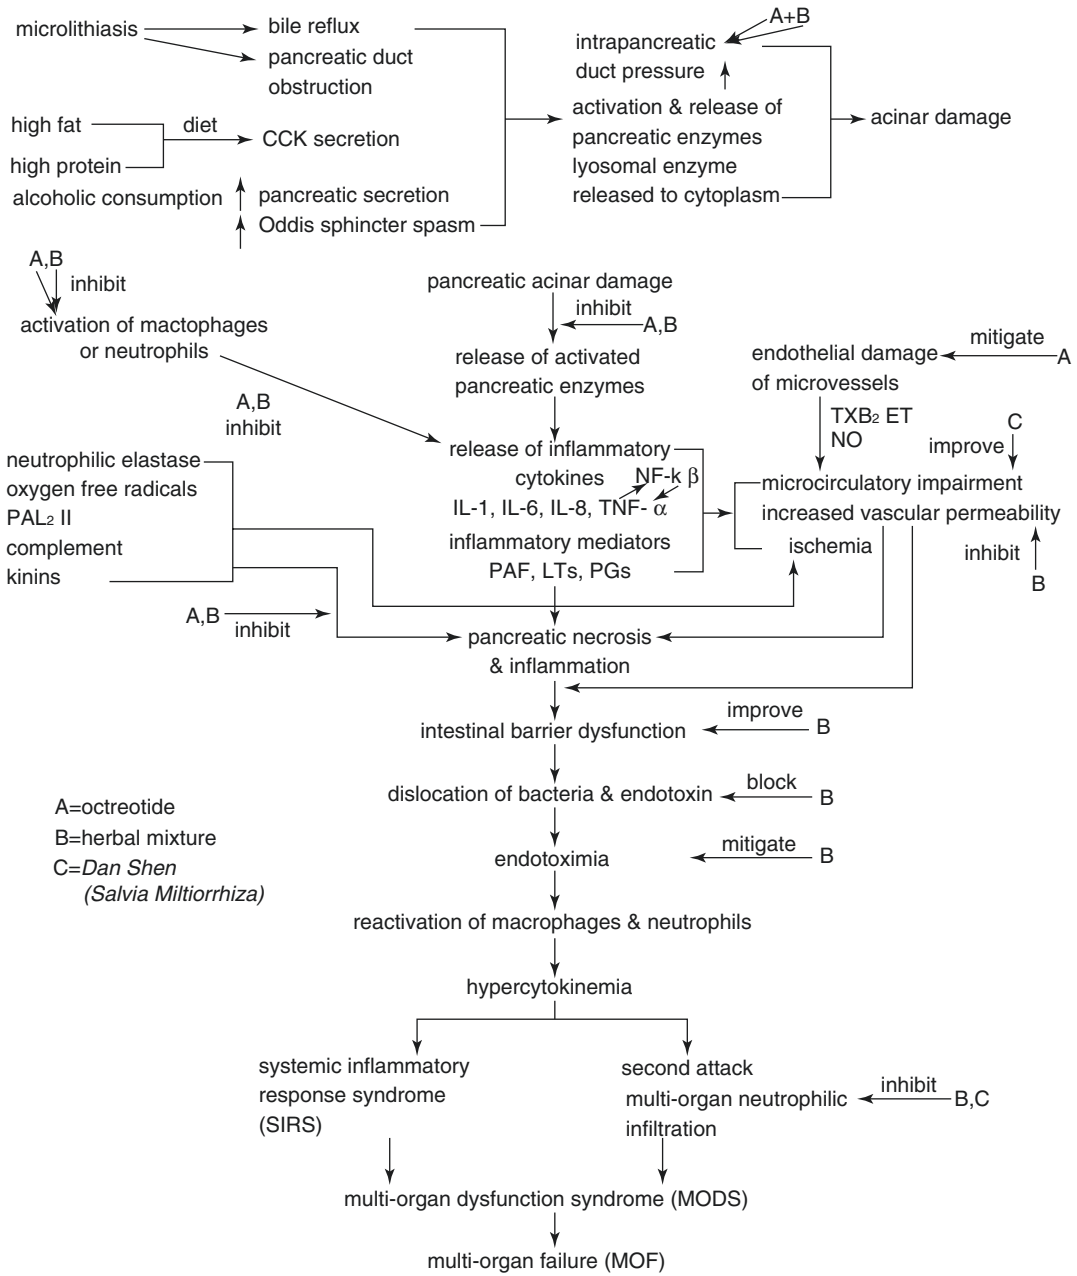 microlithiasis
bile reflux
pancreatic duct
obstruction
high fat
diet
high protein
CCK secretion
alcoholic consumption
pancreatic secretion
Oddis sphincter spasm
A+B
intrapancreatic
duct pressure
activation & release of
pancreatic enzymes
lyosomal enzyme
released to cytoplasm
acinar damage
A,B
inhibit
activation of mactophages
or neutrophils
A,B
inhibit
pancreatic acinar damage
inhibit
A,B
release of activated
pancreatic enzymes
release of inflammatory
cytokines
NF-k β
IL-1, IL-6, IL-8, TNF- α
inflammatory mediators
PAF, LTs, PGs
endothelial damage
of microvessels
mitigate
A
TXB₂ ET
NO
C
improve
microcirculatory impairment
increased vascular permeability
ischemia
inhibit
B
neutrophilic elastase
oxygen free radicals
PAL₂ II
complement
kinins
A,B
inhibit
pancreatic necrosis
& inflammation
intestinal barrier dysfunction
improve
B
dislocation of bacteria & endotoxin
block
B
endotoximia
mitigate
B
A=octreotide
B=herbal mixture
C=Dan Shen
(Salvia Miltiorrhiza)
reactivation of macrophages & neutrophils
hypercytokinemia
systemic inflammatory
response syndrome
(SIRS)
second attack
multi-organ neutrophilic
infiltration
inhibit
B,C
multi-organ dysfunction syndrome (MODS)
multi-organ failure (MOF)